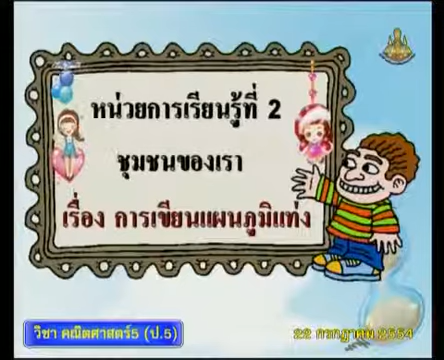 หน่วยการเรียนรู้ที่ 2
ชุมชนของเรา
เรื่อง การเขียนแผนภูมิแท่ง
วิชา คณิตศาสตร์5 (ป.5)
22 กรกฎาคม 2554